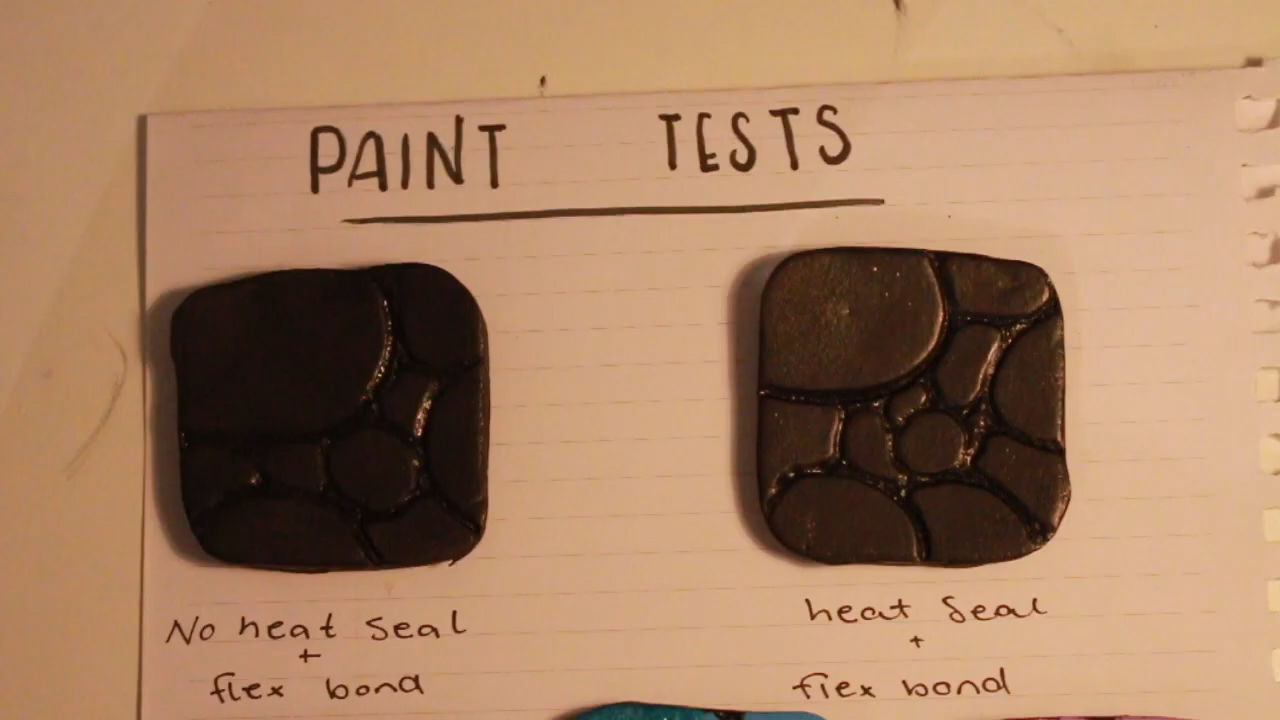 PAINT TESTS
No heat seal
+
flex bond
heat Seal
+
flex bond